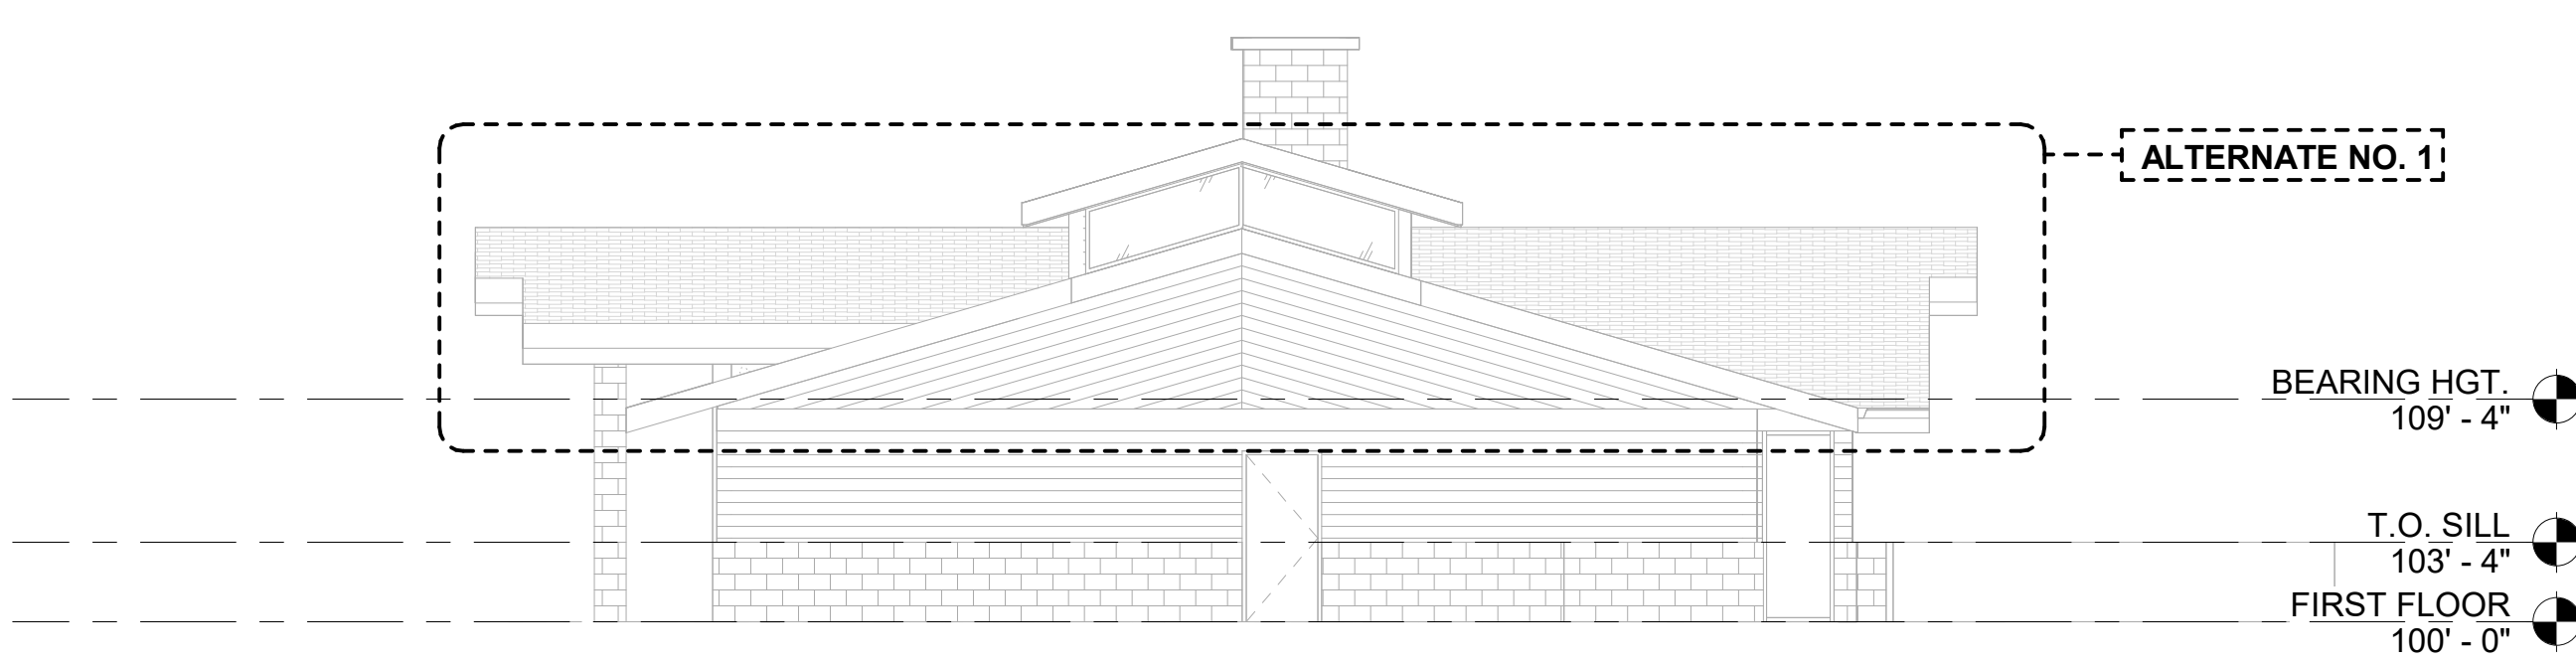 ALTERNATE NO. 1
BEARING HGT.
109' - 4"
T.O. SILL
103' - 4"
FIRST FLOOR
100' - 0"